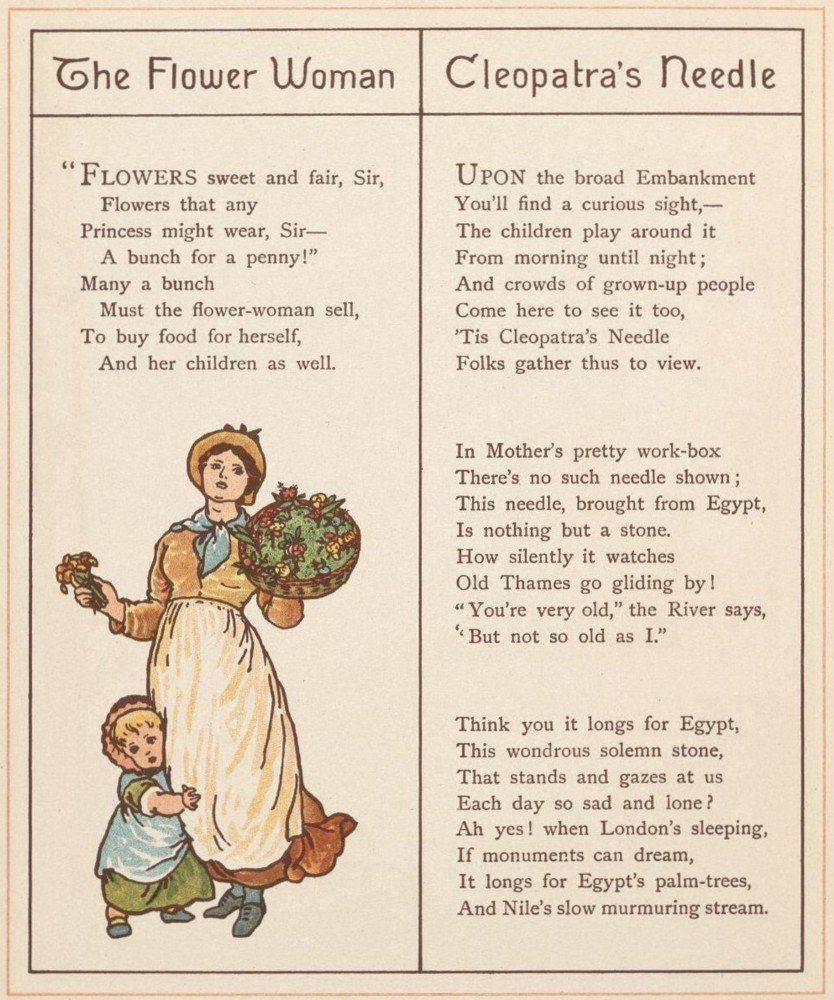 The Flower Woman
“FLOWERS sweet and fair, Sir,
Flowers that any
Princess might wear, Sir—
A bunch for a penny!”
Many a bunch
Must the flower-woman sell,
To buy food for herself,
And her children as well.
Cleopatra's Needle
UPON the broad Embankment
You'll find a curious sight,—
The children play around it
From morning until night;
And crowds of grown-up people
Come here to see it too,
'Tis Cleopatra's Needle
Folks gather thus to view.
In Mother's pretty work-box
There's no such needle shown;
This needle, brought from Egypt,
Is nothing but a stone.
How silently it watches
Old Thames go gliding by!
“You're very old,” the River says,
“But not so old as I.”
Think you it longs for Egypt,
This wondrous solemn stone,
That stands and gazes at us
Each day so sad and lone?
Ah yes! when London's sleeping,
If monuments can dream,
It longs for Egypt's palm-trees,
And Nile's slow murmuring stream.